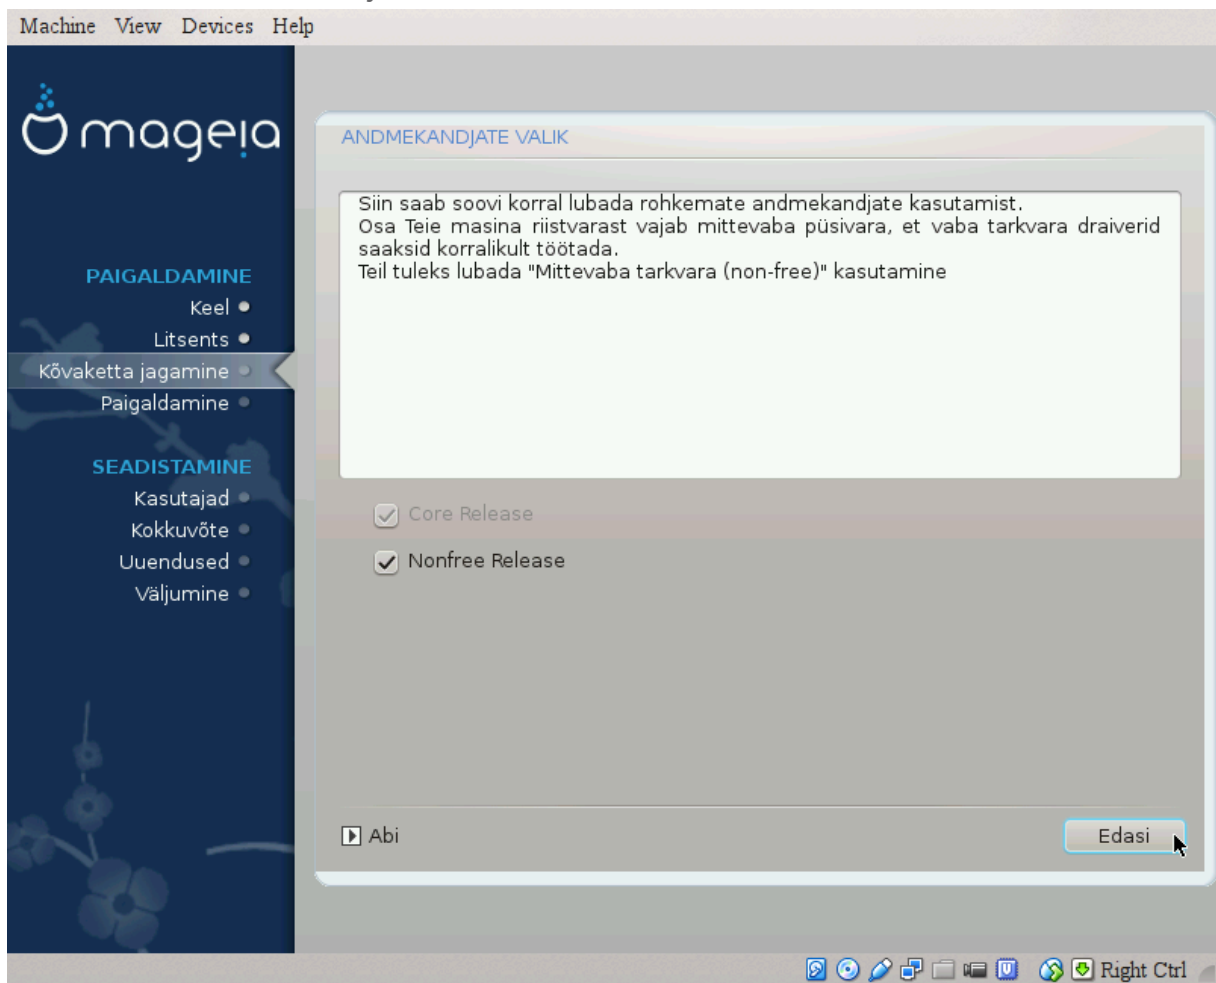 Machine View Devices Help
mageia
ANDMEKANDJATE VALIK
Siin saab soovi korral lubada rohkemate andmekandjate kasutamist.
Osa Teie masina riistvarast vajab mittevaba püsivara, et vaba tarkvara draiverid
saaksid korralikult töötada.
Teil tuleks lubada "Mittevaba tarkvara (non-free)" kasutamine
PAIGALDAMINE
Keel
Litsents
Kõvaketta jagamine
Paigaldamine
SEADISTAMINE
Kasutajad
Kokkuvõte
Uuendused
Väljumine
Core Release
Nonfree Release
Abi
Edasi
Right Ctrl